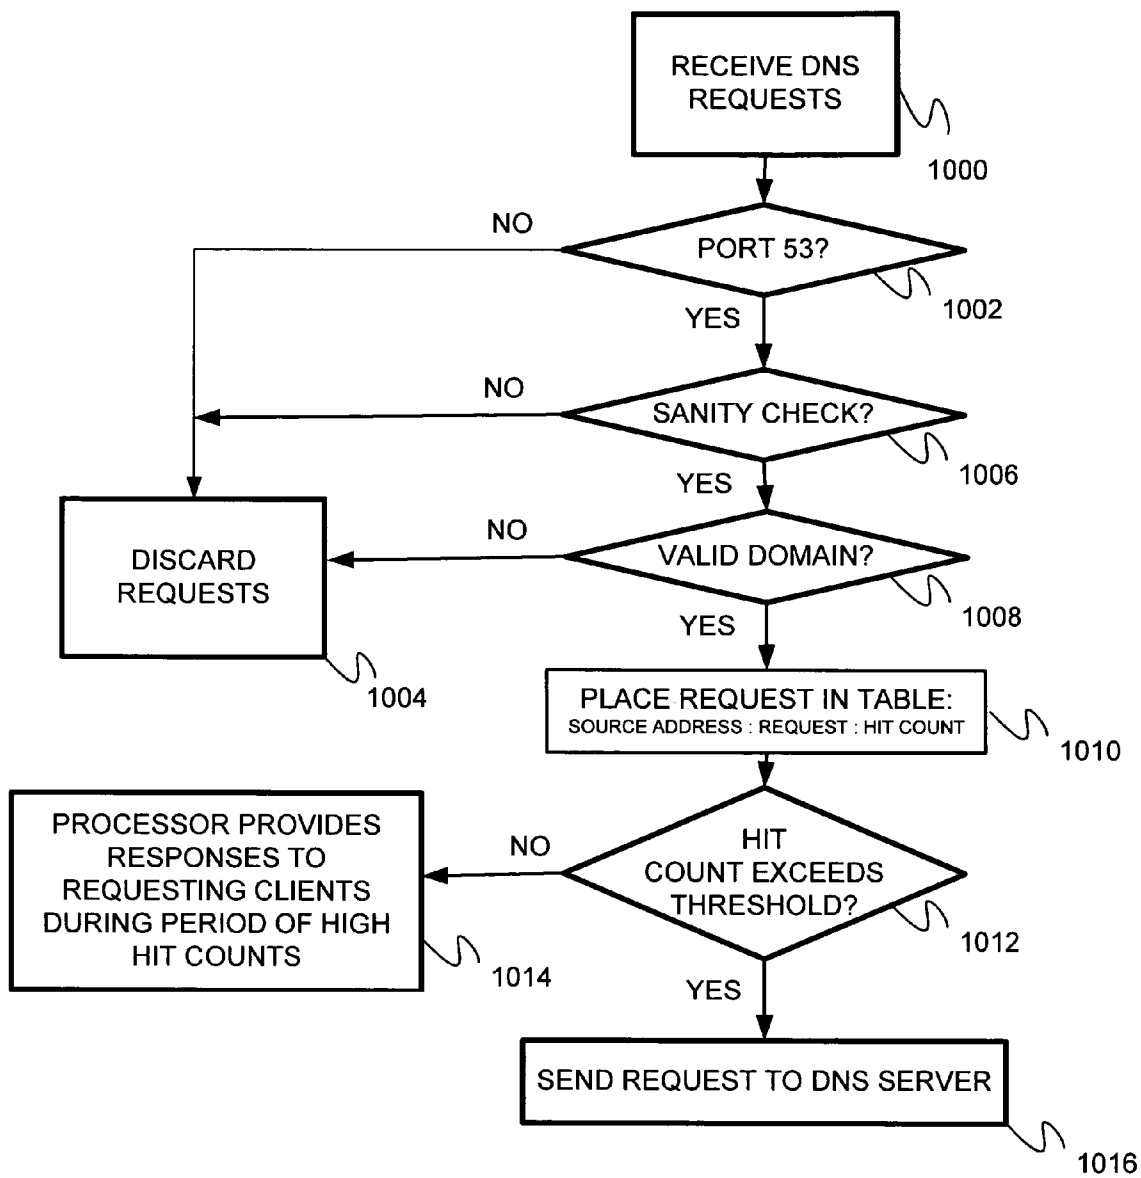 RECEIVE DNS
REQUESTS
1000
NO
PORT 53?
1002
YES
NO
SANITY CHECK?
1006
YES
NO
VALID DOMAIN?
1008
DISCARD
REQUESTS
1004
YES
PLACE REQUEST IN TABLE:
SOURCE ADDRESS : REQUEST : HIT COUNT
1010
PROCESSOR PROVIDES
RESPONSES TO
REQUESTING CLIENTS
DURING PERIOD OF HIGH
HIT COUNTS
1014
NO
HIT
COUNT EXCEEDS
THRESHOLD?
1012
YES
SEND REQUEST TO DNS SERVER
1016